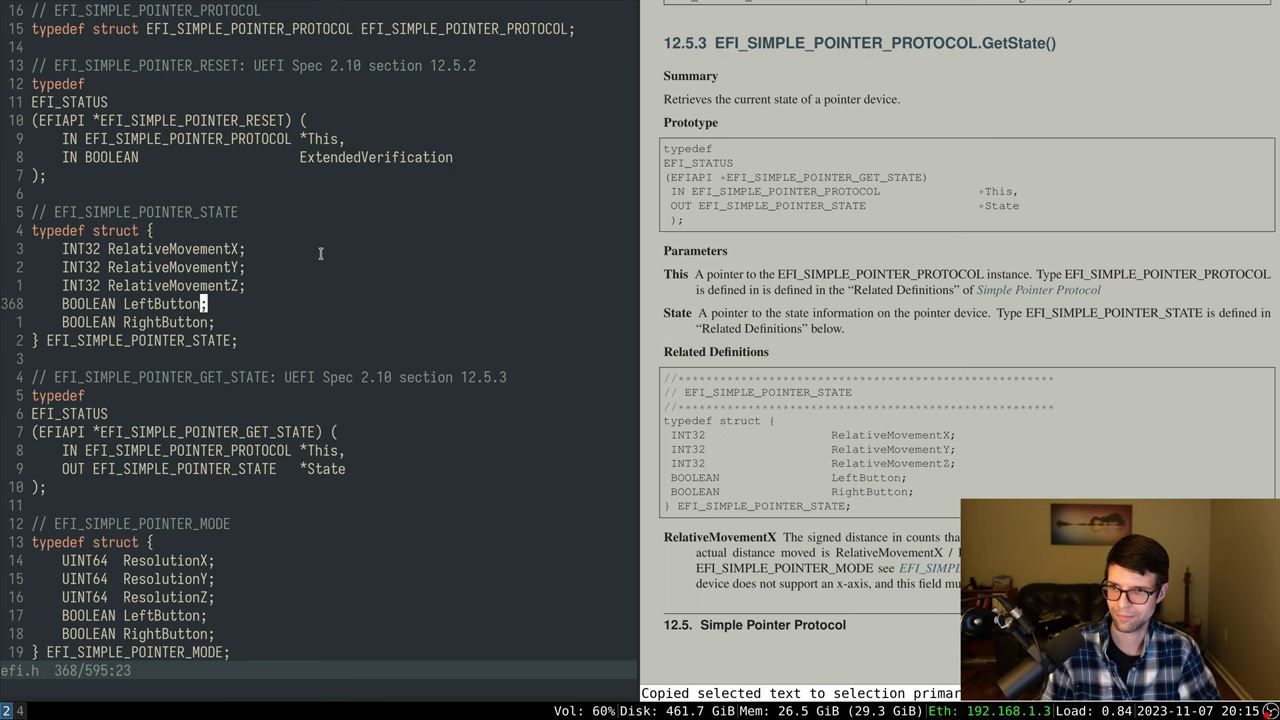 16 // EFI_SIMPLE_POINTER_PROTOCOL
15 typedef struct EFI_SIMPLE_POINTER_PROTOCOL EFI_SIMPLE_POINTER_PROTOCOL;
14
13 // EFI_SIMPLE_POINTER_RESET: UEFI Spec 2.10 section 12.5.2
12 typedef
11 EFI_STATUS
10 (EFIAPI *EFI_SIMPLE_POINTER_RESET) (
9     IN EFI_SIMPLE_POINTER_PROTOCOL *This,
8     IN BOOLEAN                     ExtendedVerification
7 );
6
5 // EFI_SIMPLE_POINTER_STATE
4 typedef struct {
3     INT32 RelativeMovementX;
2     INT32 RelativeMovementY;
1     INT32 RelativeMovementZ;
368     BOOLEAN LeftButton;
1     BOOLEAN RightButton;
2 } EFI_SIMPLE_POINTER_STATE;
3
4 // EFI_SIMPLE_POINTER_GET_STATE: UEFI Spec 2.10 section 12.5.3
5 typedef
6 EFI_STATUS
7 (EFIAPI *EFI_SIMPLE_POINTER_GET_STATE) (
8     IN EFI_SIMPLE_POINTER_PROTOCOL *This,
9     OUT EFI_SIMPLE_POINTER_STATE   *State
10 );
11
12 // EFI_SIMPLE_POINTER_MODE
13 typedef struct {
14     UINT64  ResolutionX;
15     UINT64  ResolutionY;
16     UINT64  ResolutionZ;
17     BOOLEAN LeftButton;
18     BOOLEAN RightButton;
19 } EFI_SIMPLE_POINTER_MODE;
efi.h  368/595:23
12.5.3 EFI_SIMPLE_POINTER_PROTOCOL.GetState()
Summary
Retrieves the current state of a pointer device.
Prototype
typedef
EFI_STATUS
(EFIAPI *EFI_SIMPLE_POINTER_GET_STATE)
IN EFI_SIMPLE_POINTER_PROTOCOL *This,
OUT EFI_SIMPLE_POINTER_STATE *State
);
Parameters
This A pointer to the EFI_SIMPLE_POINTER_PROTOCOL instance. Type EFI_SIMPLE_POINTER_PROTOCOL
is defined in is defined in the “Related Definitions” of Simple Pointer Protocol
State A pointer to the state information on the pointer device. Type EFI_SIMPLE_POINTER_STATE is defined in
“Related Definitions” below.
Related Definitions
//******************************************************
// EFI_SIMPLE_POINTER_STATE
//******************************************************
typedef struct {
INT32 RelativeMovementX;
INT32 RelativeMovementY;
INT32 RelativeMovementZ;
BOOLEAN LeftButton;
BOOLEAN RightButton;
} EFI_SIMPLE_POINTER_STATE;
RelativeMovementX The signed distance in counts tha
actual distance moved is RelativeMovementX /
EFI_SIMPLE_POINTER_MODE see EFI_SIMPL
device does not support an x-axis, and this field mu
12.5. Simple Pointer Protocol
Copied selected text to selection primar
2 4 Vol: 60%|Disk: 461.7 GiB|Mem: 26.5 GiB (29.3 GiB)|Eth: 192.168.1.3|Load: 0.84|2023-11-07 20:15